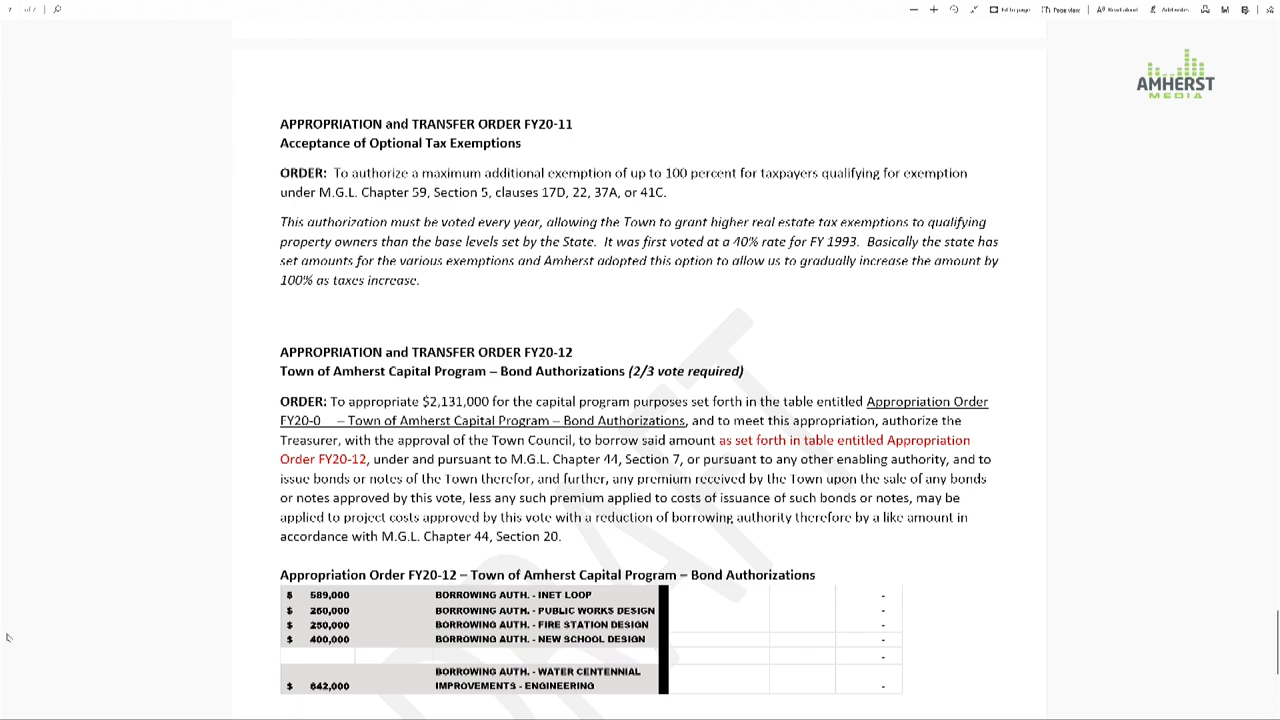 7 of 7
Fit to page
Page view
Read aloud
Add notes
AMHERST
MEDIA
APPROPRIATION and TRANSFER ORDER FY20-11
Acceptance of Optional Tax Exemptions
ORDER: To authorize a maximum additional exemption of up to 100 percent for taxpayers qualifying for exemption
under M.G.L. Chapter 59, Section 5, clauses 17D, 22, 37A, or 41C.
This authorization must be voted every year, allowing the Town to grant higher real estate tax exemptions to qualifying
property owners than the base levels set by the State. It was first voted at a 40% rate for FY 1993. Basically the state has
set amounts for the various exemptions and Amherst adopted this option to allow us to gradually increase the amount by
100% as taxes increase.
APPROPRIATION and TRANSFER ORDER FY20-12
Town of Amherst Capital Program – Bond Authorizations (2/3 vote required)
ORDER: To appropriate $2,131,000 for the capital program purposes set forth in the table entitled Appropriation Order
FY20-0 – Town of Amherst Capital Program – Bond Authorizations, and to meet this appropriation, authorize the
Treasurer, with the approval of the Town Council, to borrow said amount as set forth in table entitled Appropriation
Order FY20-12, under and pursuant to M.G.L. Chapter 44, Section 7, or pursuant to any other enabling authority, and to
issue bonds or notes of the Town therefor, and further, any premium received by the Town upon the sale of any bonds
or notes approved by this vote, less any such premium applied to costs of issuance of such bonds or notes, may be
applied to project costs approved by this vote with a reduction of borrowing authority therefore by a like amount in
accordance with M.G.L. Chapter 44, Section 20.
DRAFT
Appropriation Order FY20-12 – Town of Amherst Capital Program – Bond Authorizations
$ 589,000 BORROWING AUTH. - INET LOOP -
$ 250,000 BORROWING AUTH. - PUBLIC WORKS DESIGN -
$ 250,000 BORROWING AUTH. - FIRE STATION DESIGN -
$ 400,000 BORROWING AUTH. - NEW SCHOOL DESIGN -
-
BORROWING AUTH. - WATER CENTENNIAL
$ 642,000 IMPROVEMENTS - ENGINEERING -